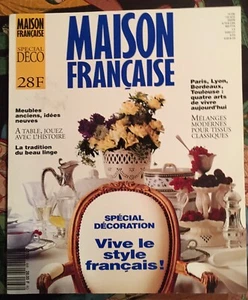 MAISON
FRANÇAISE
SPÉCIAL
DÉCO
28F
MAISON
FRANÇAISE
Meubles
anciens, idées
neuves
A TABLE, JOUEZ
AVEC L'HISTOIRE
La tradition
du beau linge
Paris, Lyon,
Bordeaux,
Toulouse :
quatre arts
de vivre
aujourd'hui
MÉLANGES
MODERNES
POUR TISSUS
CLASSIQUES
SPÉCIAL
DÉCORATION
Vive le
style
français!